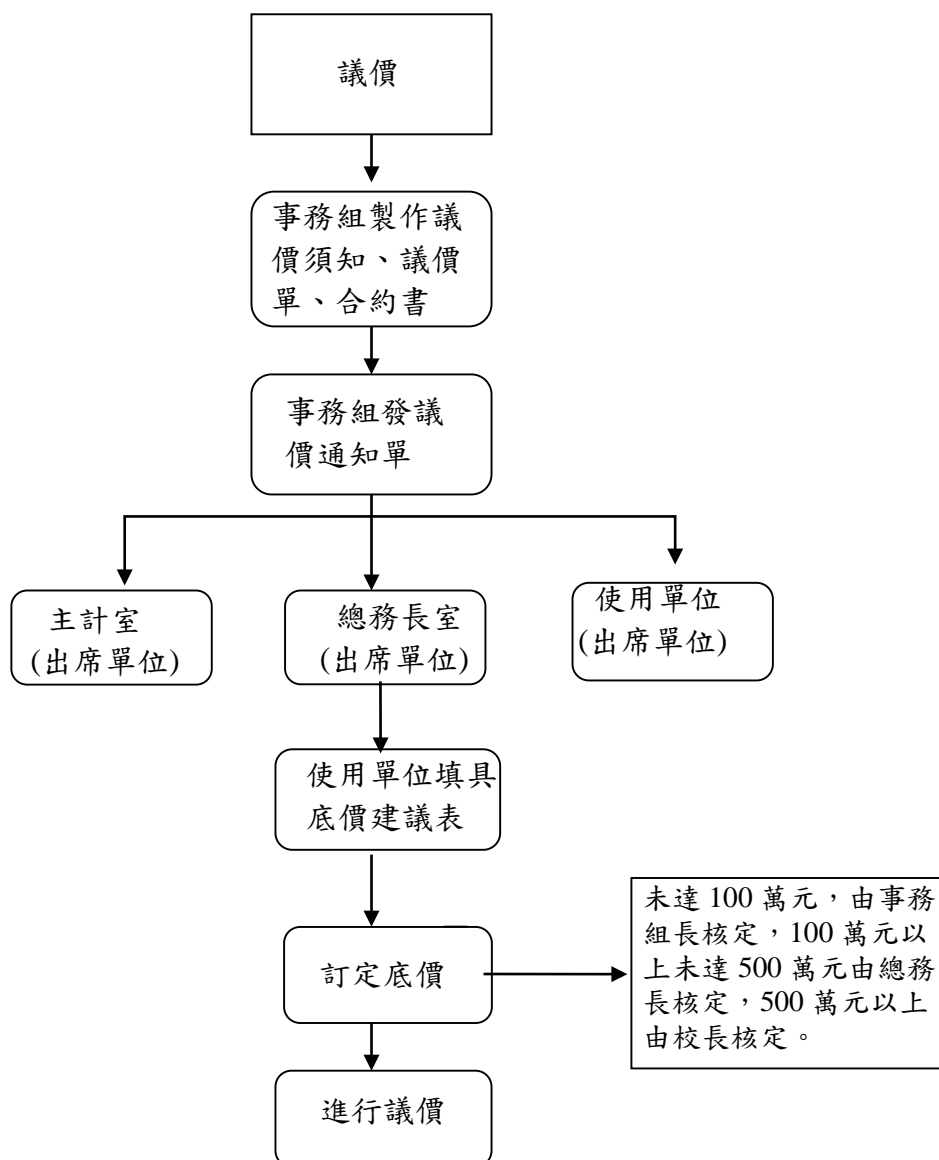 議價
事務組製作議
價須知、議價
單、合約書
事務組發議
價通知單
主計室
(出席單位)
總務長室
(出席單位)
使用單位
(出席單位)
使用單位填具
底價建議表
訂定底價
未達 100 萬元，由事務
組長核定，100 萬元以
上未達 500 萬元由總務
長核定，500 萬元以上
由校長核定。
進行議價